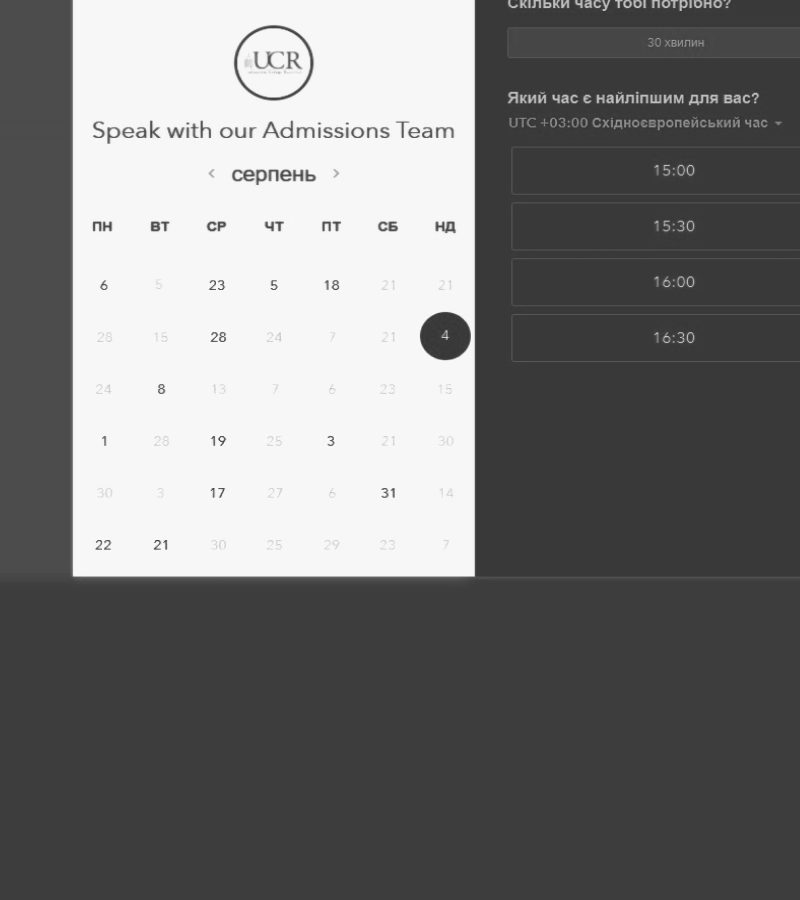 UCR
Speak with our Admissions Team
< серпень >
ПН ВТ СР ЧТ ПТ СБ НД
6 5 23 5 18 21 21
28 15 28 24 7 21 4
24 8 13 7 6 23 15
1 28 19 25 3 21 30
30 3 17 27 6 31 14
22 21 30 25 29 23 7
Скільки часу тобі потрібно?
30 хвилин
Який час є найліпшим для вас?
UTC +03:00 Східноєвропейський час
15:00
15:30
16:00
16:30